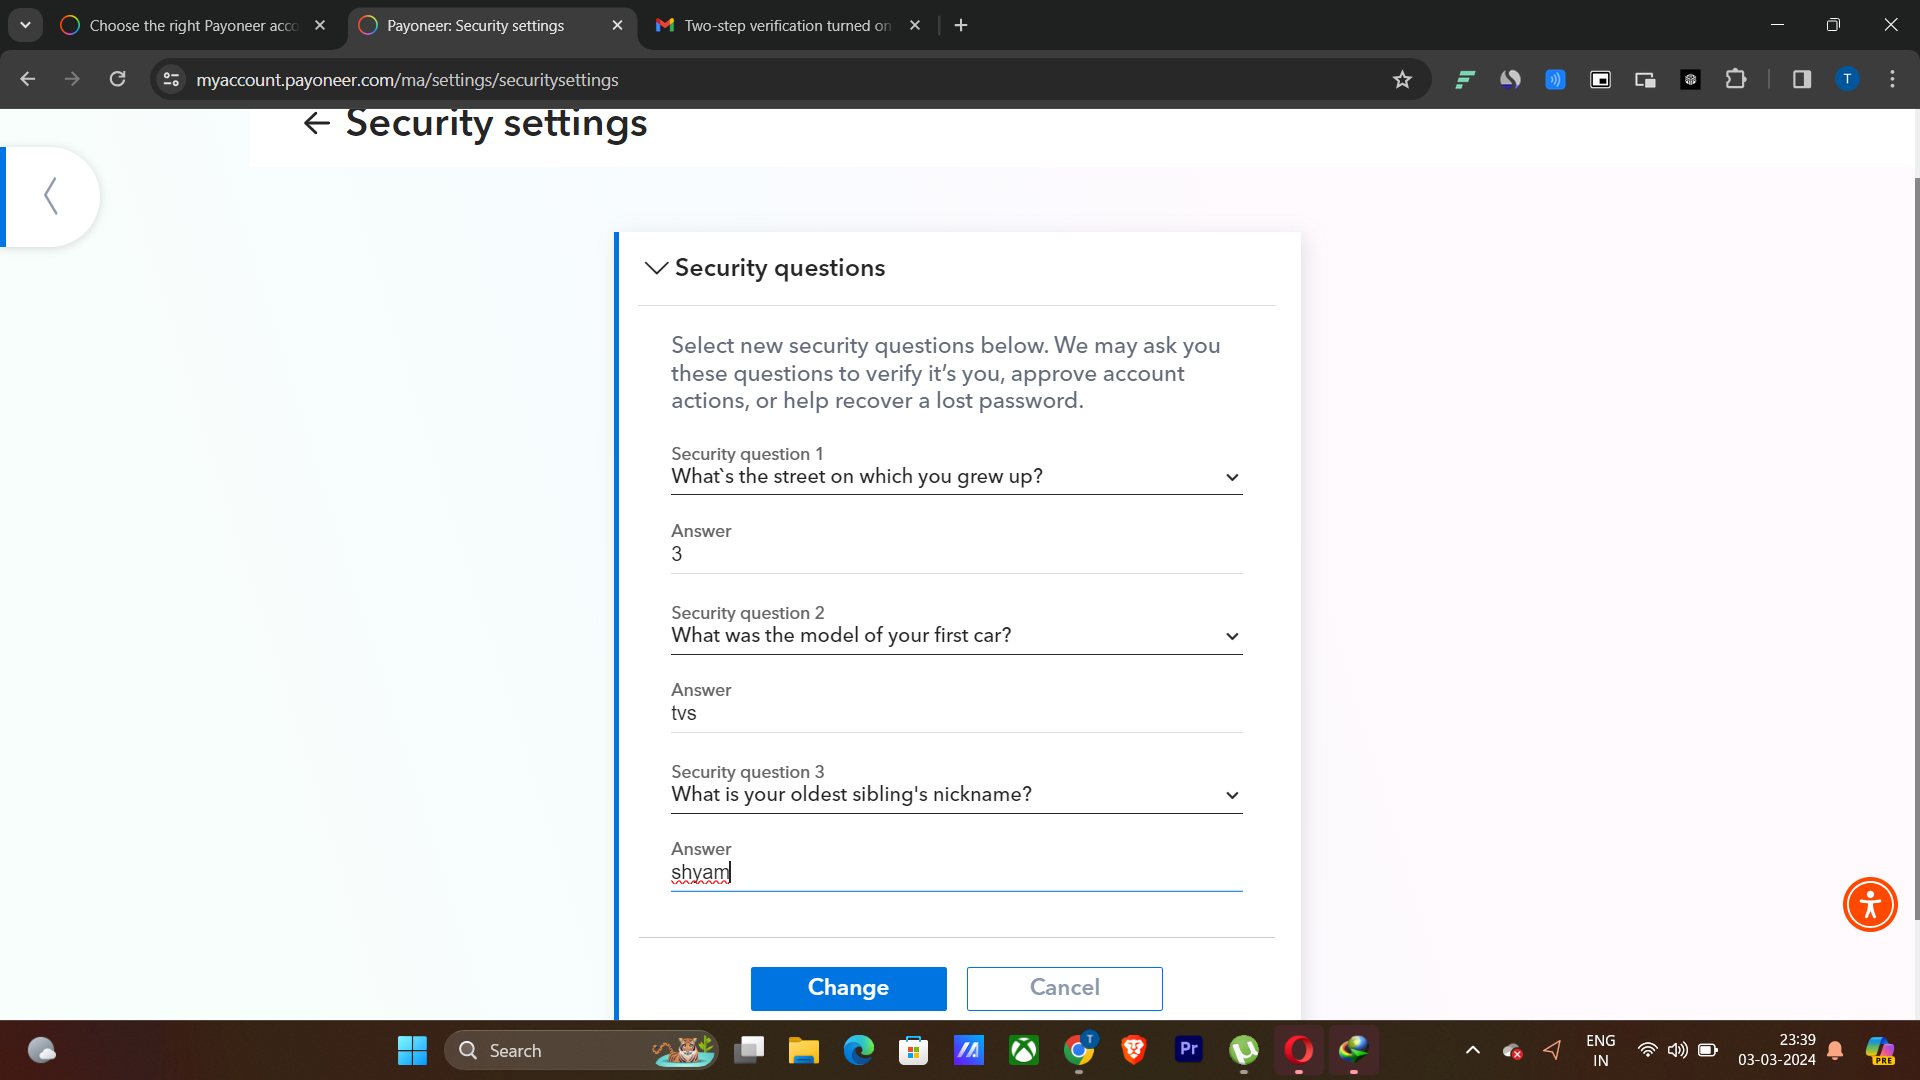 Choose the right Payoneer acco
Payoneer: Security settings
Two-step verification turned on
myaccount.payoneer.com/ma/settings/securitysettings
T
Security settings
Security questions
Select new security questions below. We may ask you
these questions to verify it’s you, approve account
actions, or help recover a lost password.
Security question 1
What`s the street on which you grew up?
Answer
3
Security question 2
What was the model of your first car?
Answer
tvs
Security question 3
What is your oldest sibling's nickname?
Answer
shyam
Change
Cancel
Search
T
Pr
ENG
IN
23:39
03-03-2024
PRE